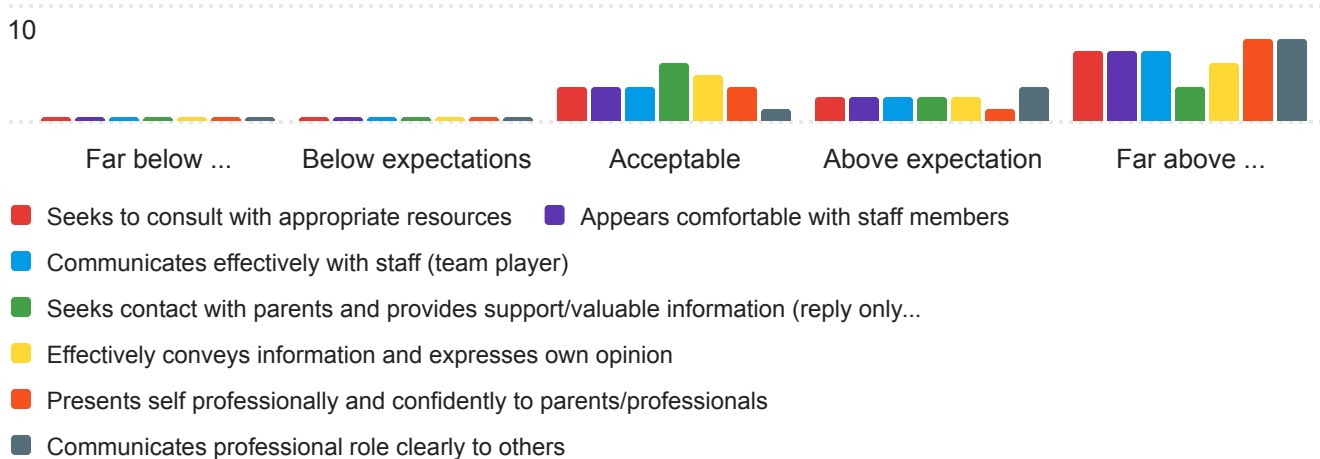 10
Far below ... Below expectations Acceptable Above expectation Far above ...
Seeks to consult with appropriate resources Appears comfortable with staff members
Communicates effectively with staff (team player)
Seeks contact with parents and provides support/valuable information (reply only...
Effectively conveys information and expresses own opinion
Presents self professionally and confidently to parents/professionals
Communicates professional role clearly to others